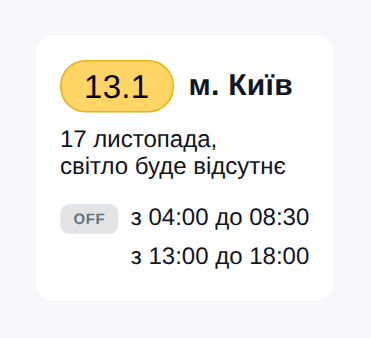 13.1 м. Київ
17 листопада,
світло буде відсутнє
OFF з 04:00 до 08:30
з 13:00 до 18:00